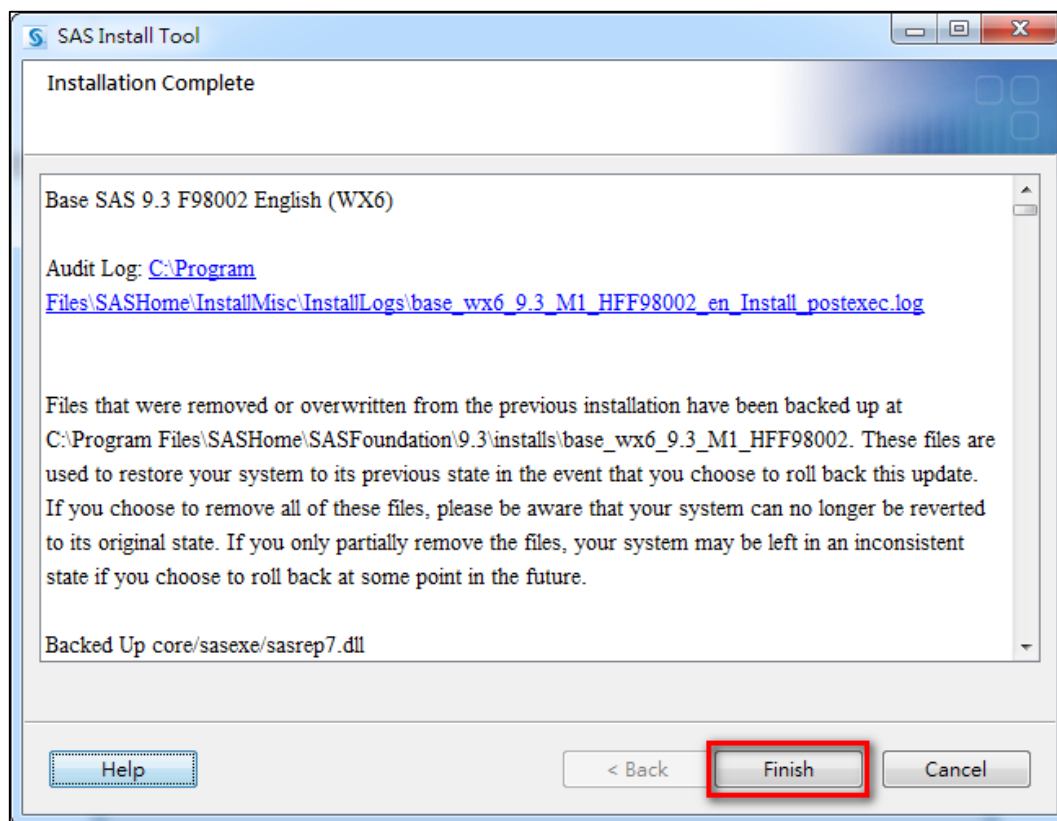 SAS Install Tool
Installation Complete
Base SAS 9.3 F98002 English (WX6)
Audit Log: C:\Program
Files\SASHome\InstallMisc\InstallLogs\base_wx6_9.3_M1_HFF98002_en_Install_postexec.log
Files that were removed or overwritten from the previous installation have been backed up at
C:\Program Files\SASHome\SASFoundation\9.3\installs\base_wx6_9.3_M1_HFF98002. These files are
used to restore your system to its previous state in the event that you choose to roll back this update.
If you choose to remove all of these files, please be aware that your system can no longer be reverted
to its original state. If you only partially remove the files, your system may be left in an inconsistent
state if you choose to roll back at some point in the future.
Backed Up core/sasexe/sasrep7.dll
Help < Back Finish Cancel